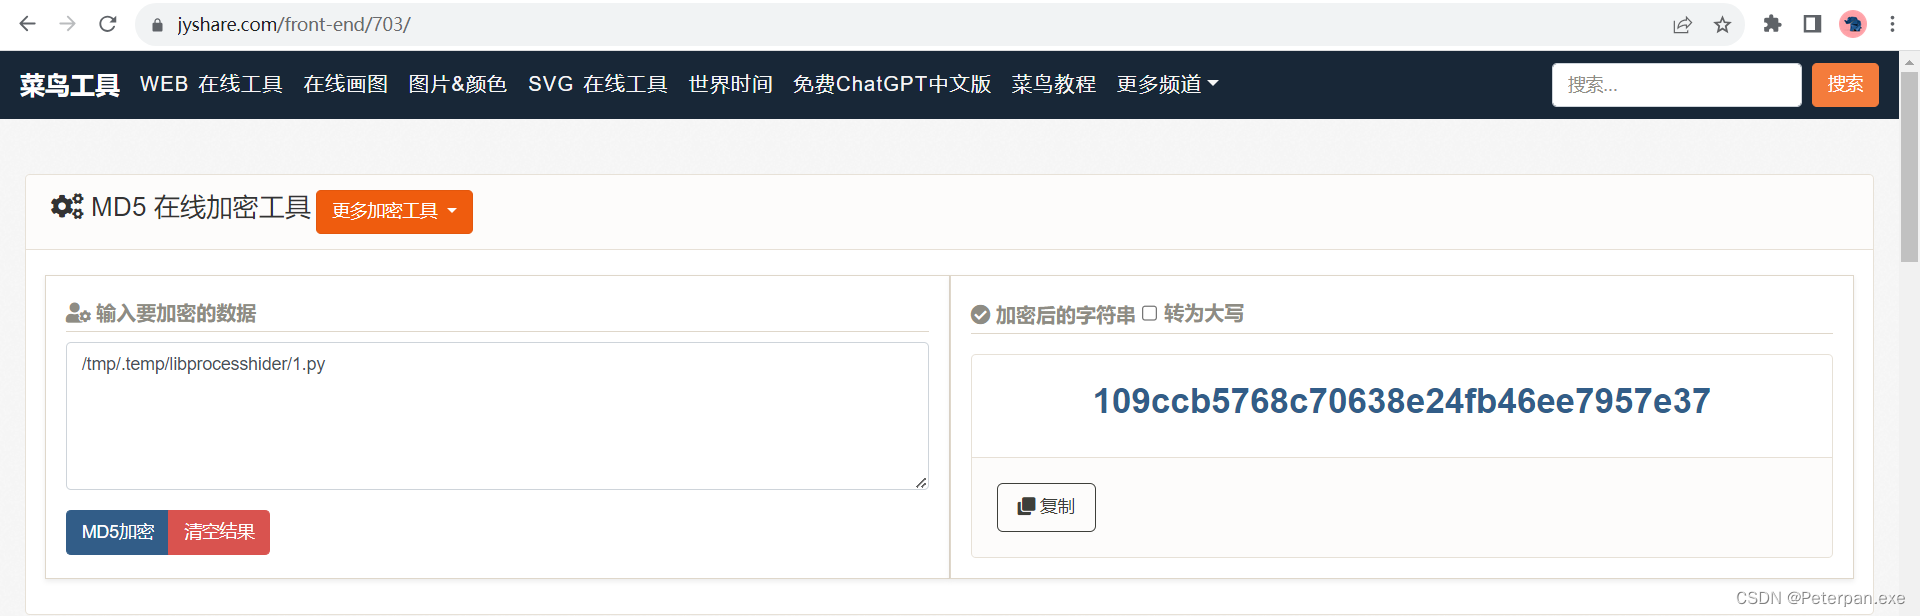 jyshare.com/front-end/703/
菜鸟工具 WEB 在线工具 在线画图 图片&颜色 SVG 在线工具 世界时间 免费ChatGPT中文版 菜鸟教程 更多频道 搜索... 搜索
MD5 在线加密工具 更多加密工具
输入要加密的数据
/tmp/.temp/libprocesshider/1.py
MD5加密 清空结果
加密后的字符串 转为大写
109ccb5768c70638e24fb46ee7957e37
复制
CSDN @Peterpan.exe